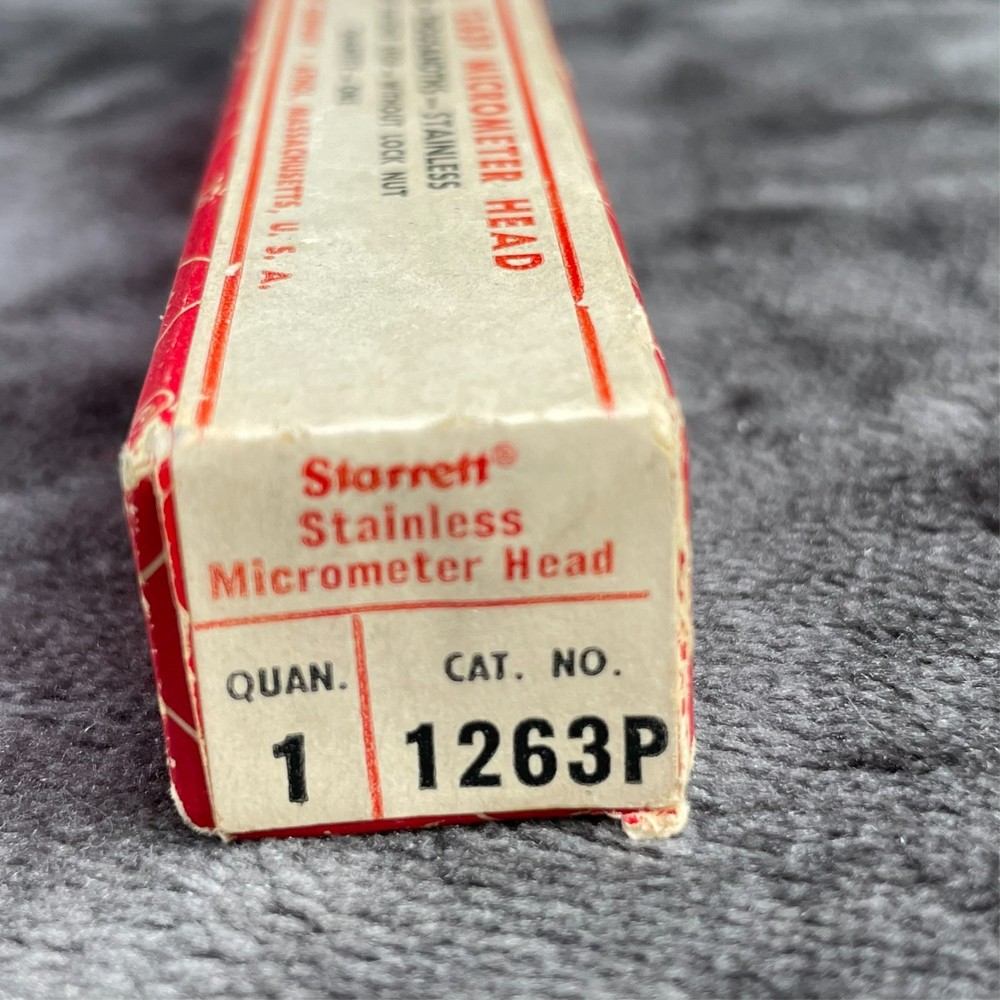 MICROMETER HEAD
STAINLESS
WITHOUT LOCK NUT
MASSACHUSETTS, U. S. A.
Starrett®
Stainless
Micrometer Head
QUAN.
1
CAT. NO.
1263P